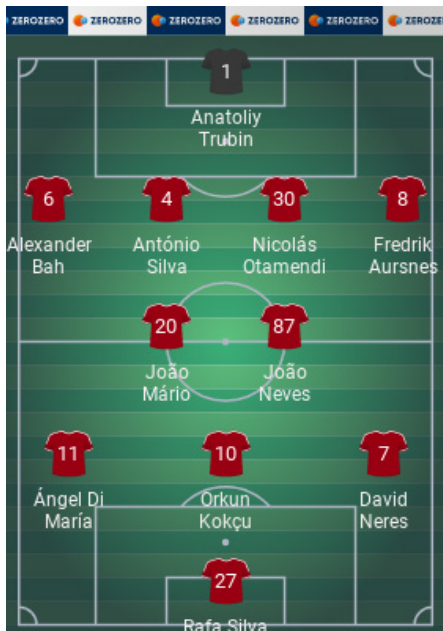 ZEROZERO ZEROZERO ZEROZERO ZEROZERO ZEROZERO ZEROZE
1
Anatoliy
Trubin
6 4 30 8
Alexander António Nicolás Fredrik
Bah Silva Otamendi Aursnes
20 87
João João
Mário Neves
11 10 7
Ángel Di Orkun David
María Kokçu Neres
27
Rafa Silva